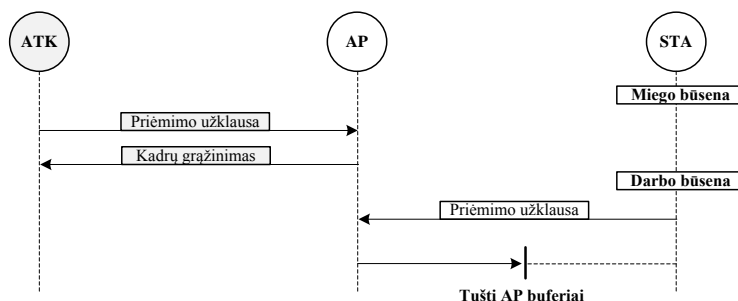 ATK
AP
STA
Miego būsena
Priėmimo užklausa
Kadrų grąžinimas
Darbo būsena
Priėmimo užklausa
Tušti AP buferiai